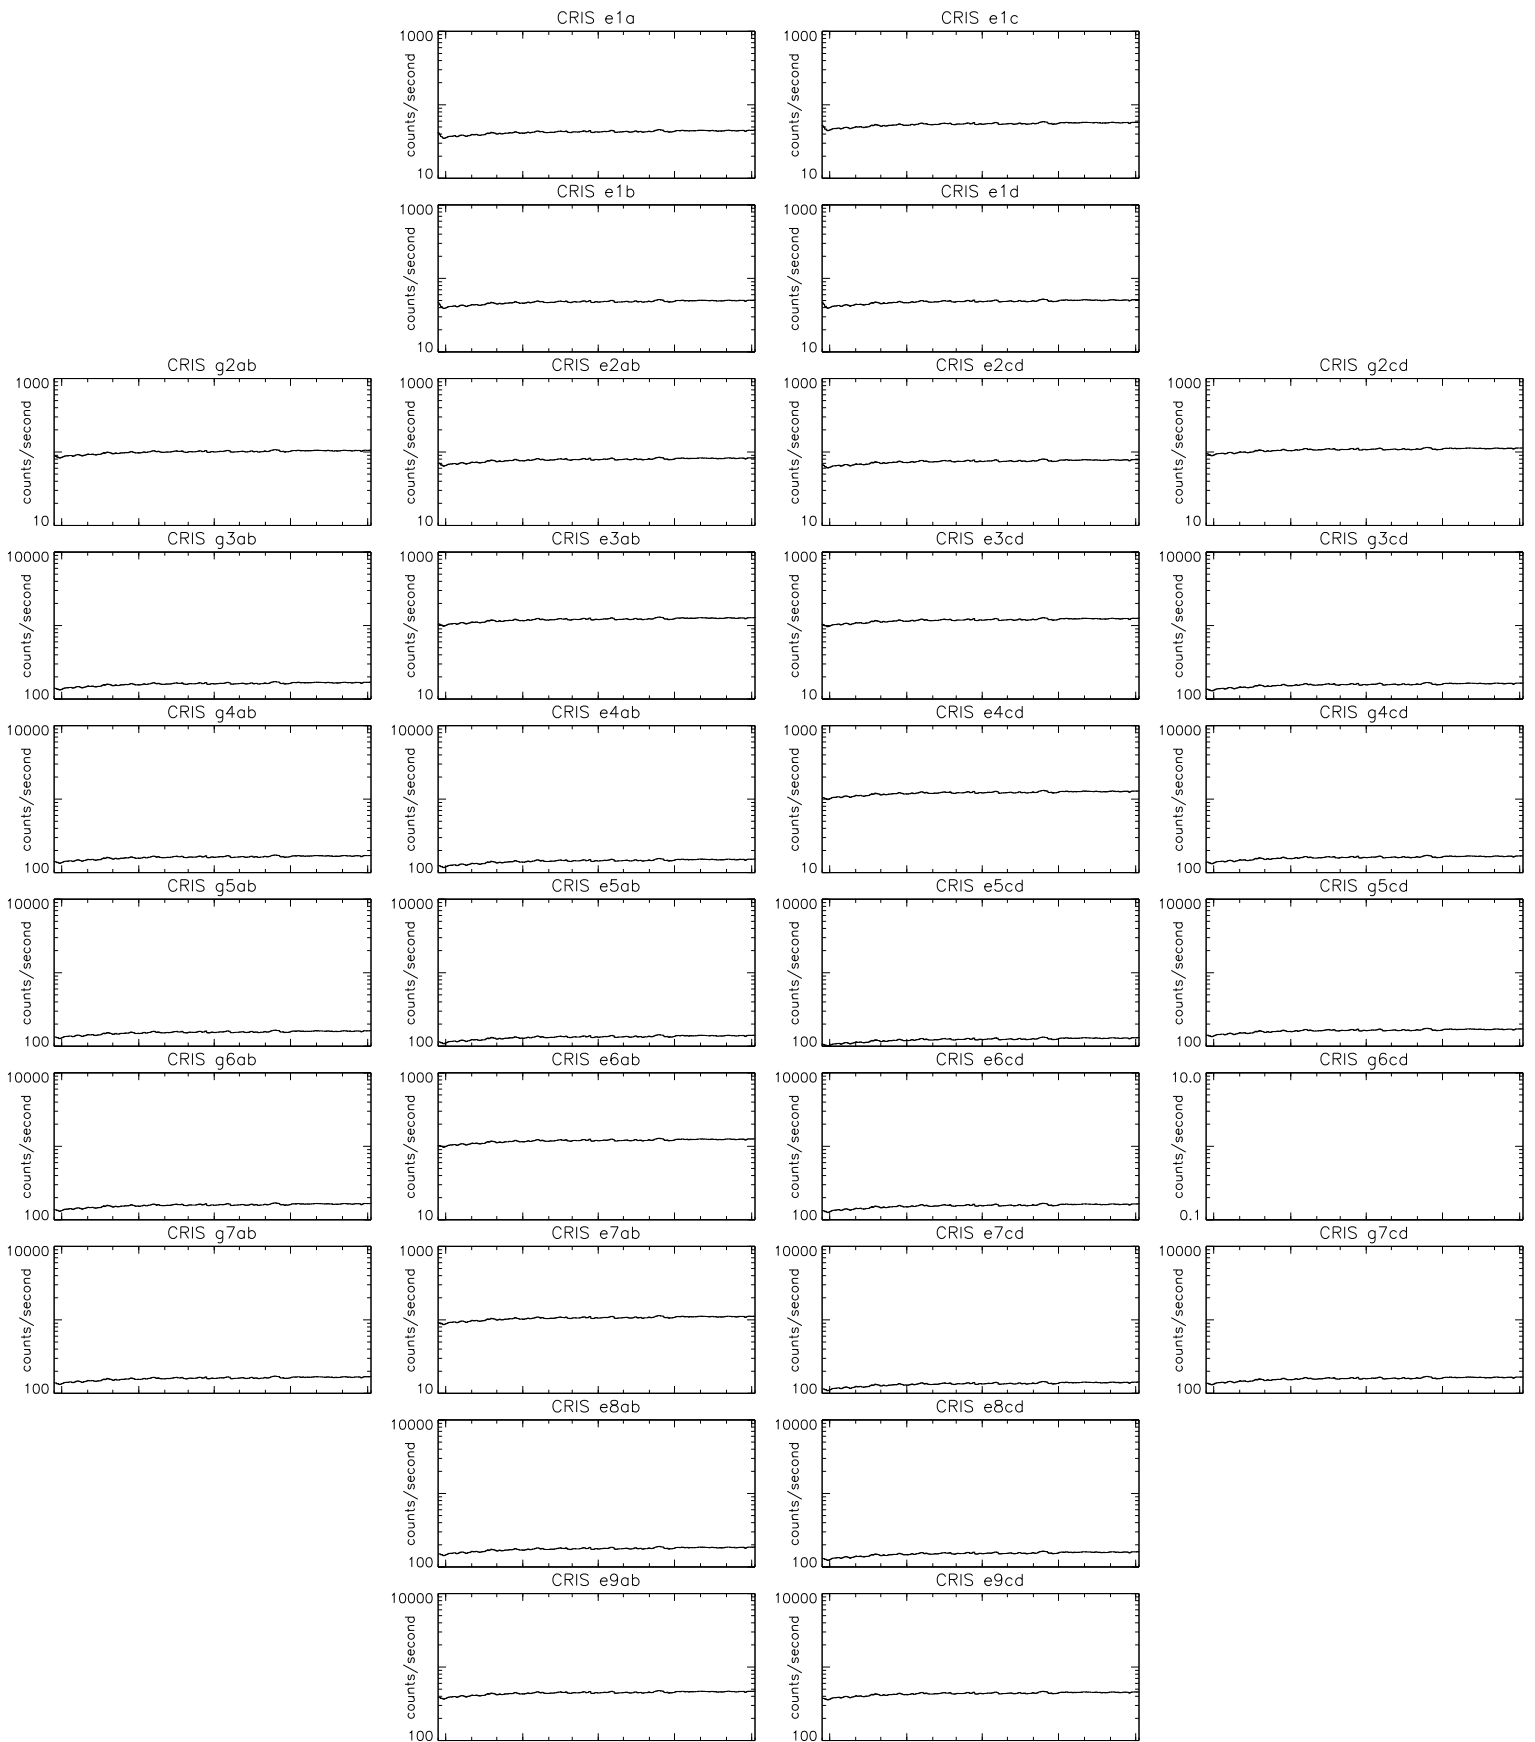 CRIS e1a
CRIS e1c
1000
counts/second
10
1000
counts/second
10
CRIS e1b
CRIS e1d
1000
counts/second
10
1000
counts/second
10
CRIS g2ab
CRIS e2ab
CRIS e2cd
CRIS g2cd
1000
counts/second
10
1000
counts/second
10
1000
counts/second
10
1000
counts/second
10
CRIS g3ab
CRIS e3ab
CRIS e3cd
CRIS g3cd
10000
counts/second
100
1000
counts/second
10
1000
counts/second
10
10000
counts/second
100
CRIS g4ab
CRIS e4ab
CRIS e4cd
CRIS g4cd
10000
counts/second
100
10000
counts/second
100
1000
counts/second
10
10000
counts/second
100
CRIS g5ab
CRIS e5ab
CRIS e5cd
CRIS g5cd
10000
counts/second
100
10000
counts/second
100
10000
counts/second
100
10000
counts/second
100
CRIS g6ab
CRIS e6ab
CRIS e6cd
CRIS g6cd
10000
counts/second
100
1000
counts/second
10
10000
counts/second
100
10.0
counts/second
0.1
CRIS g7ab
CRIS e7ab
CRIS e7cd
CRIS g7cd
10000
counts/second
100
1000
counts/second
10
10000
counts/second
100
10000
counts/second
100
CRIS e8ab
CRIS e8cd
10000
counts/second
100
10000
counts/second
100
CRIS e9ab
CRIS e9cd
10000
counts/second
100
10000
counts/second
100